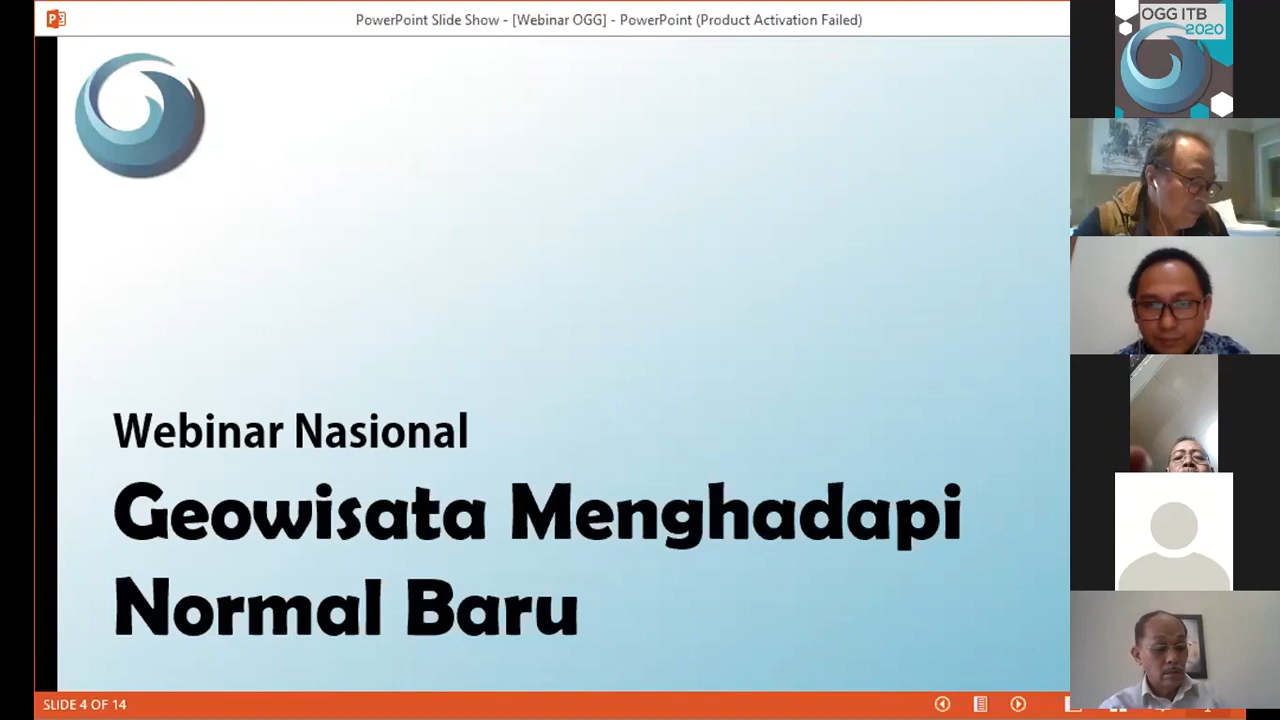 PowerPoint Slide Show - [Webinar OGG] - PowerPoint (Product Activation Failed)
OGG ITB
2020
Webinar Nasional
Geowisata Menghadapi
Normal Baru
SLIDE 4 OF 14